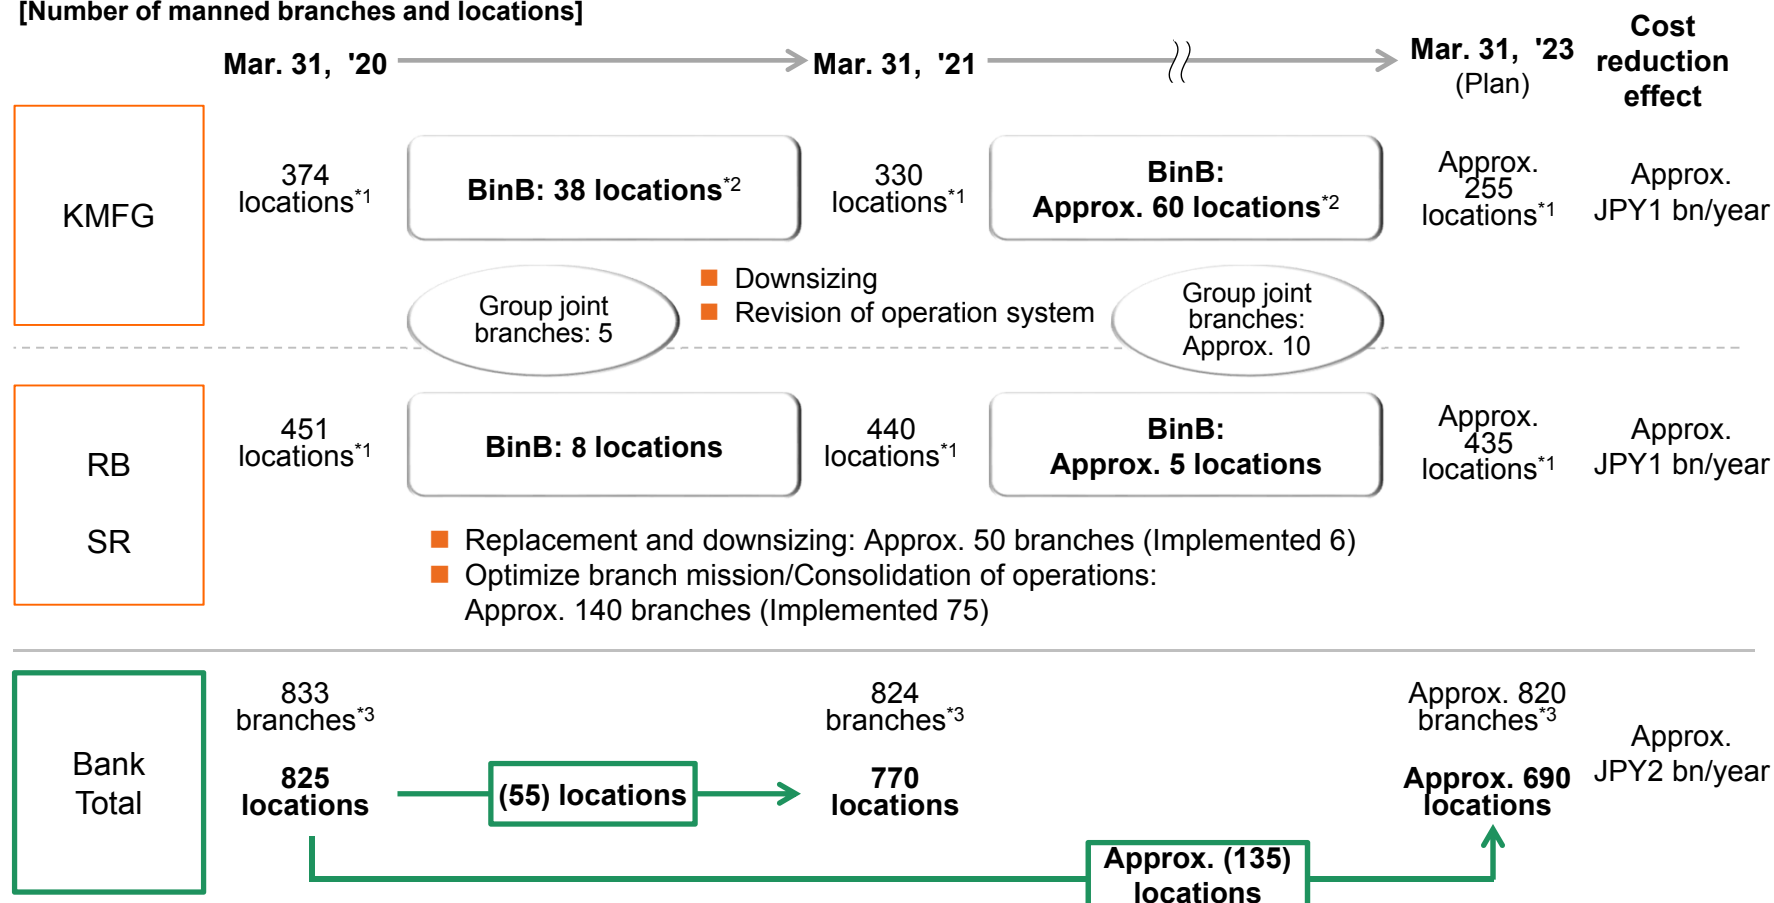 [Number of manned branches and locations]
Mar. 31, '20
Mar. 31, '21
Mar. 31, '23
(Plan)
Cost
reduction
effect
KMFG
374
locations*1
BinB: 38 locations*2
330
locations*1
BinB:
Approx. 60 locations*2
Approx.
255
locations*1
Approx.
JPY1 bn/year
Group joint
branches: 5
Downsizing
Revision of operation system
Group joint
branches:
Approx. 10
RB
SR
451
locations*1
BinB: 8 locations
440
locations*1
BinB:
Approx. 5 locations
Approx.
435
locations*1
Approx.
JPY1 bn/year
Replacement and downsizing: Approx. 50 branches (Implemented 6)
Optimize branch mission/Consolidation of operations:
Approx. 140 branches (Implemented 75)
Bank
Total
833
branches*3
824
branches*3
Approx. 820
branches*3
825
locations
(55) locations
770
locations
Approx. 690
locations
Approx.
JPY2 bn/year
Approx. (135)
locations